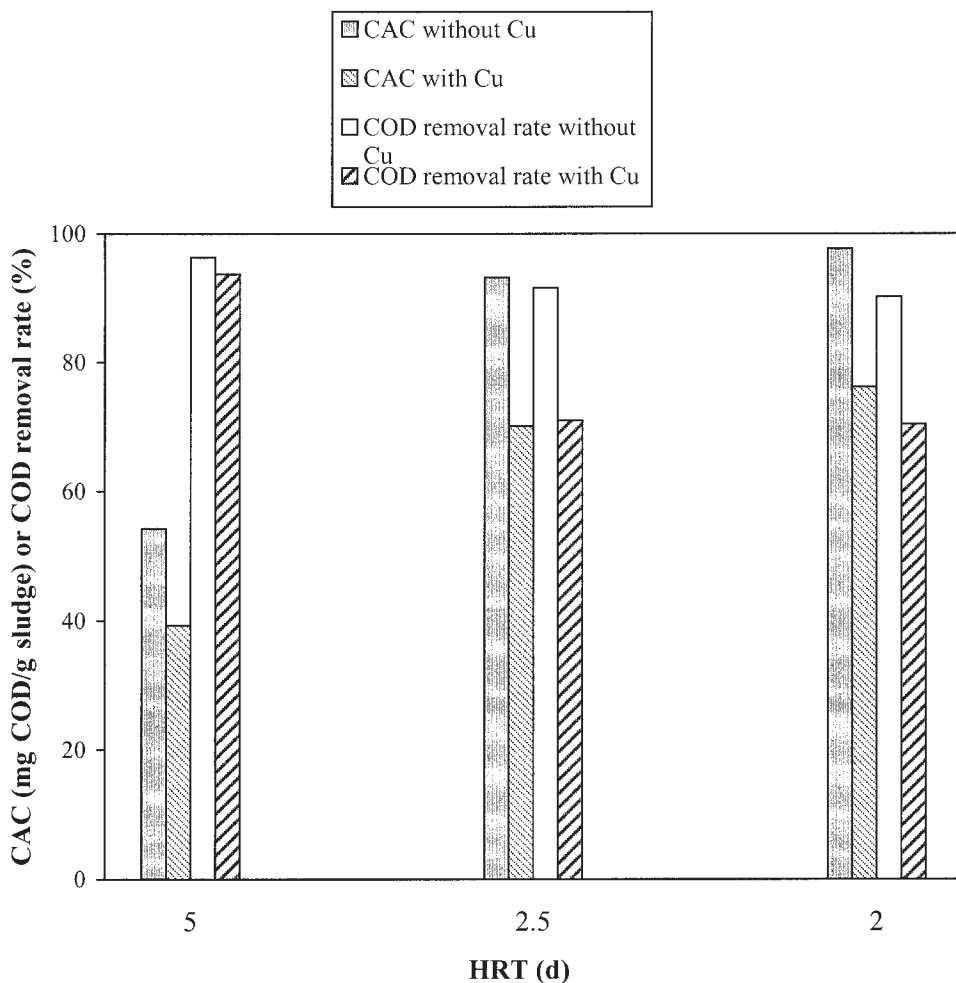 CAC without Cu
CAC with Cu
COD removal rate without
Cu
COD removal rate with Cu
CAC (mg COD/g sludge) or COD removal rate (%)
100
80
60
40
20
0
5 2.5 2
HRT (d)